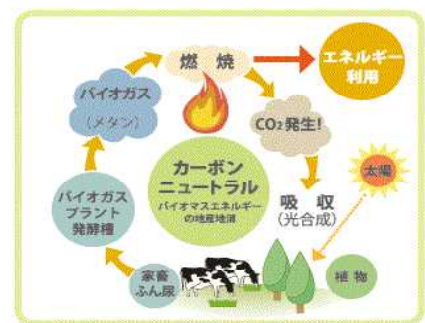 燃 焼
エネルギー
利用
バイオガス
(メタン)
CO2発生!
太陽
カーボン
ニュートラル
バイオマスエネルギー
の地産地消
吸 収
(光合成)
バイオガス
プラント
発酵槽
家畜
ふん尿
植物